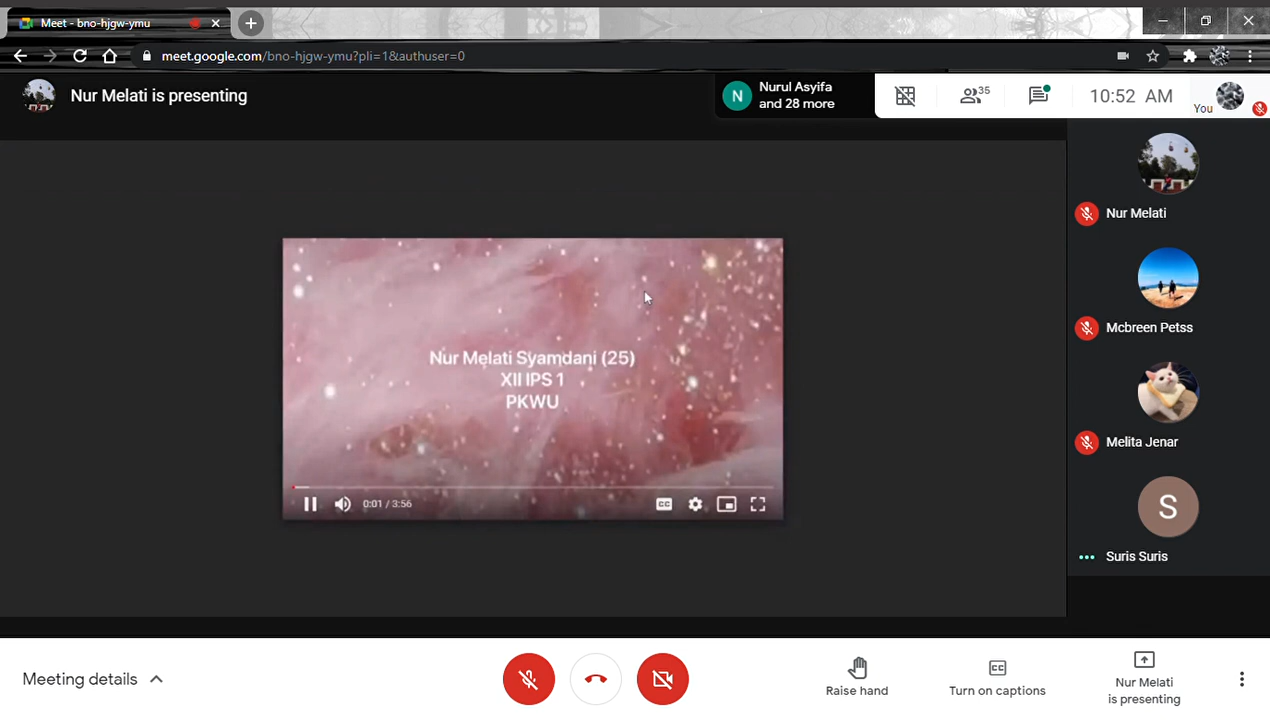 Meet - bno-hjgw-ymu
meet.google.com/bno-hjgw-ymu?pli=1&authuser=0
Nur Melati is presenting
N
Nurul Asyifa
and 28 more
35
10:52 AM
You
Nur Melati
Mcbreen Petss
Melita Jenar
S
Suris Suris
Nur Melati Syamdani (25)
XII IPS 1
PKWU
0:01 / 3:56
CC
Meeting details
Raise hand
CC
Turn on captions
Nur Melati
is presenting